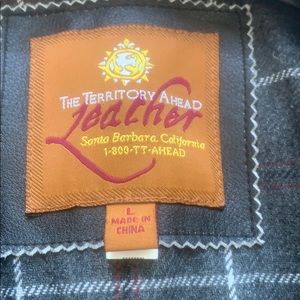 THE TERRITORY AHEAD
Leather
Santa Barbara, California
1-800-TT-AHEAD
L
MADE IN
CHINA